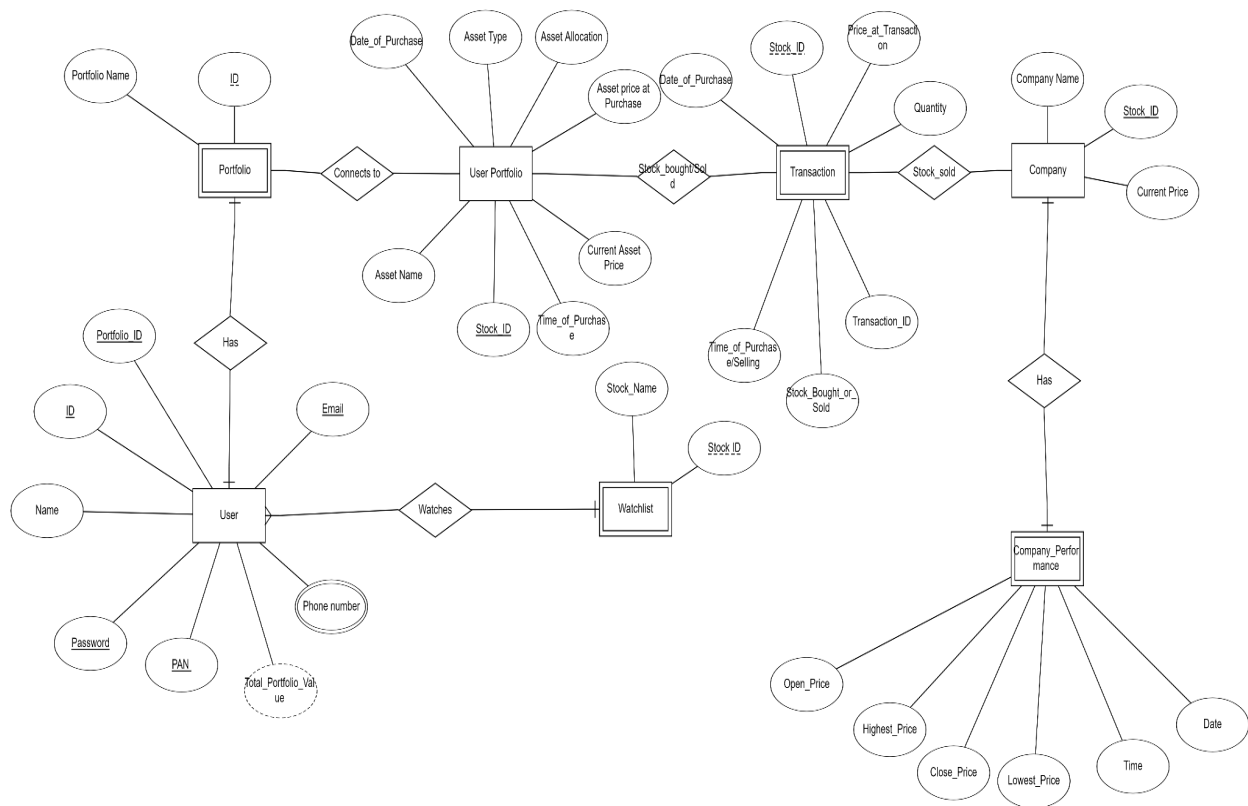 Date_of_Purchase
Asset Type
Asset Allocation
Stock_ID
Price_at_Transacti
on
Portfolio Name
ID
Asset price at
Purchase
Date_of_Purchase
Quantity
Company Name
Stock_ID
Portfolio
Connects to
User Portfolio
Stock_bought/Sol
d
Transaction
Stock_sold
Company
Current Price
Asset Name
Stock_ID
Time_of_Purchas
e
Current Asset
Price
Time_of_Purchas
e/Selling
Stock_Bought_or_
Sold
Transaction_ID
Has
Portfolio_ID
ID
Email
Name
User
Watches
Stock_Name
Stock ID
Watchlist
Has
Password
PAN
Total_Portfolio_Val
ue
Phone number
Company_Perfor
mance
Open_Price
Highest_Price
Close_Price
Lowest_Price
Time
Date